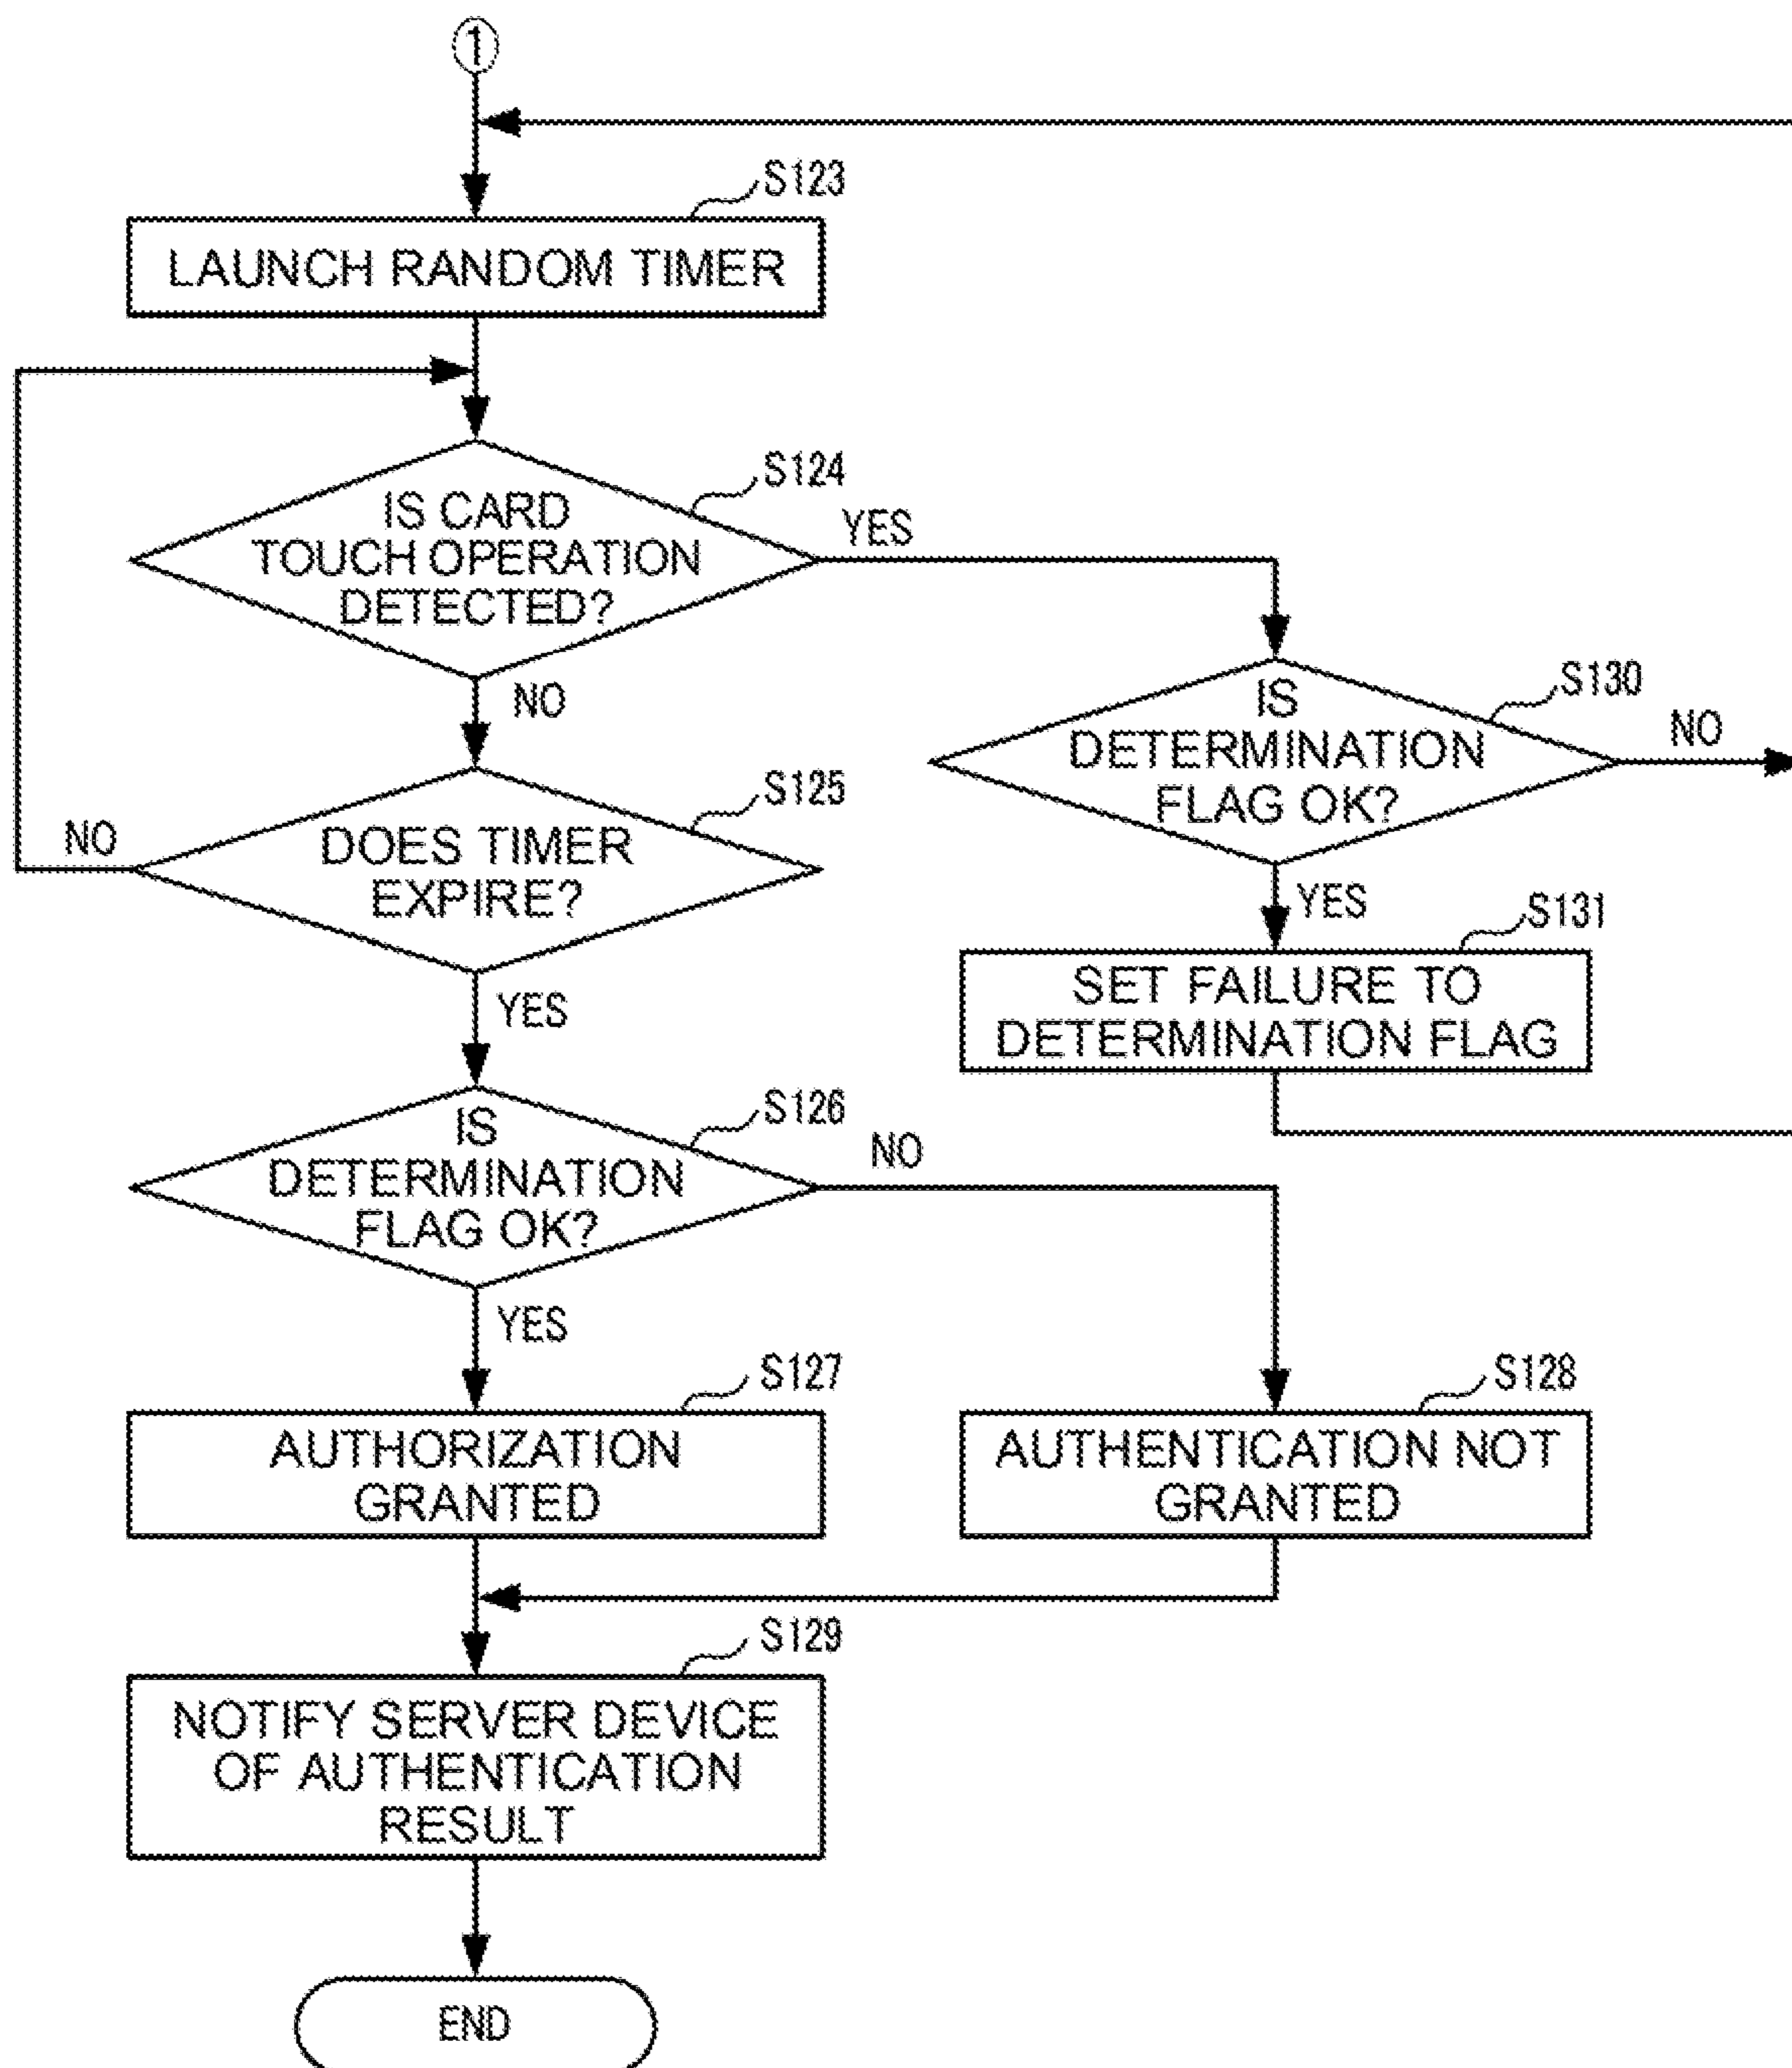 1
S123
LAUNCH RANDOM TIMER
S124
IS CARD
TOUCH OPERATION
DETECTED?
YES
NO
S130
IS
DETERMINATION
FLAG OK?
NO
YES
S125
DOES TIMER
EXPIRE?
NO
YES
S131
SET FAILURE TO
DETERMINATION FLAG
S126
IS
DETERMINATION
FLAG OK?
NO
YES
S127
AUTHORIZATION
GRANTED
S128
AUTHENTICATION NOT
GRANTED
S129
NOTIFY SERVER DEVICE
OF AUTHENTICATION
RESULT
END